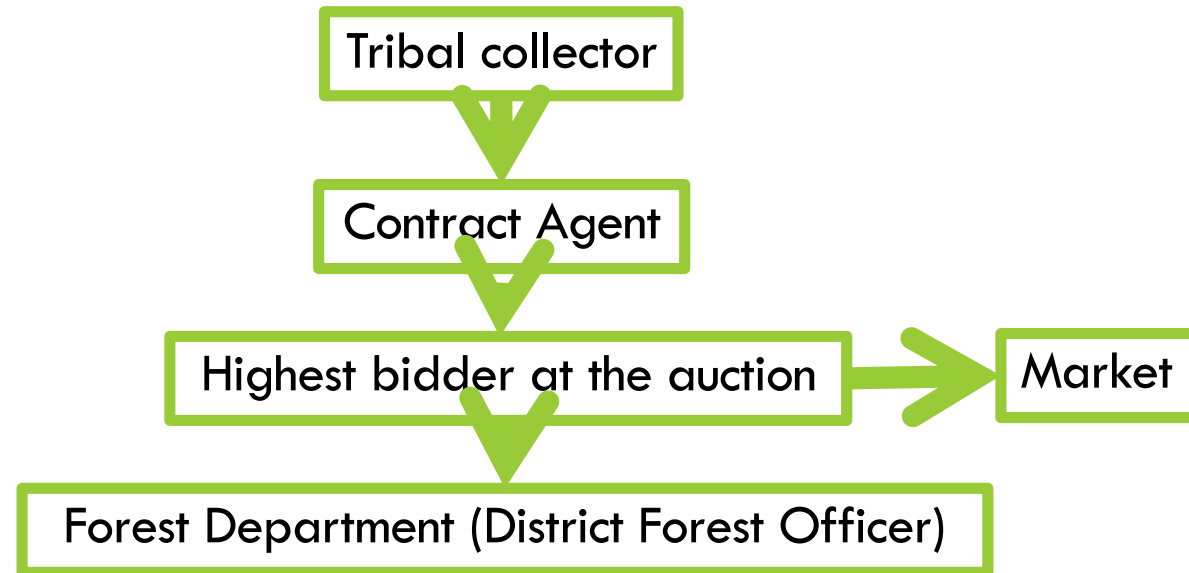 Tribal collector
Contract Agent
Highest bidder at the auction
Market
Forest Department (District Forest Officer)